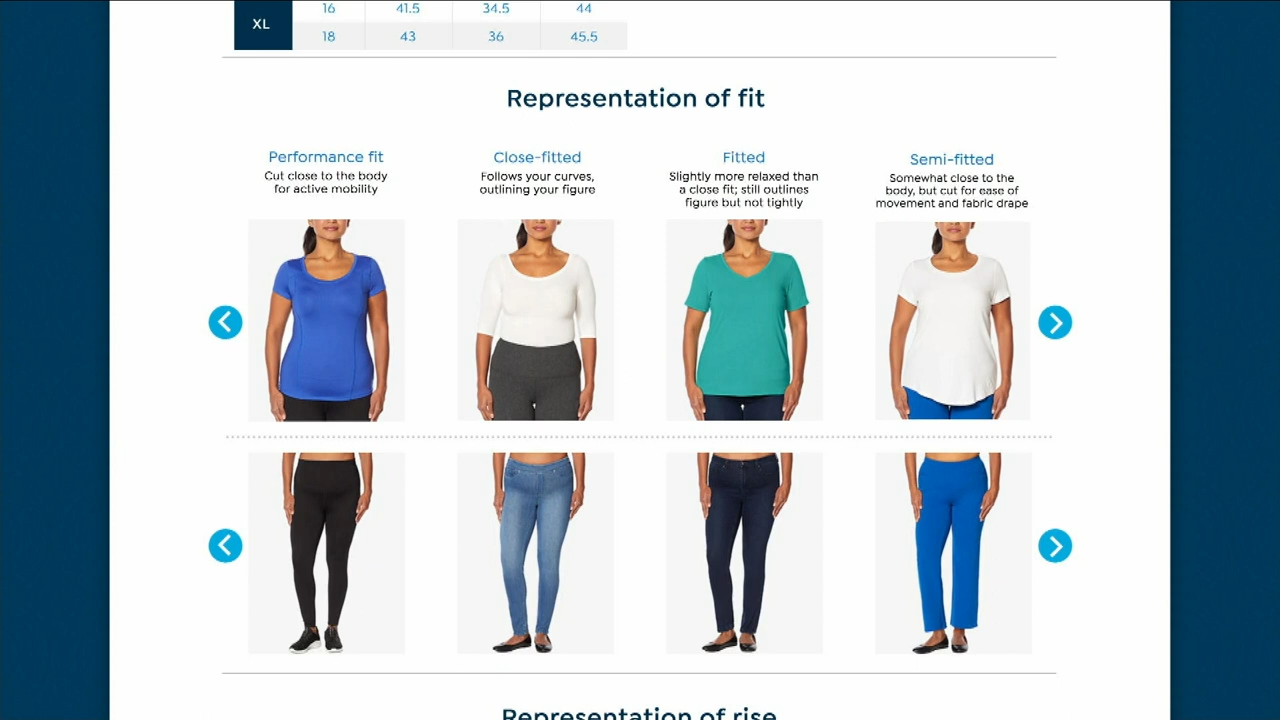 16 41.5 34.5 44
XL
18 43 36 45.5
Representation of fit
Performance fit
Cut close to the body
for active mobility
Close-fitted
Follows your curves,
outlining your figure
Fitted
Slightly more relaxed than
a close fit; still outlines
figure but not tightly
Semi-fitted
Somewhat close to the
body, but cut for ease of
movement and fabric drape
Representation of rise